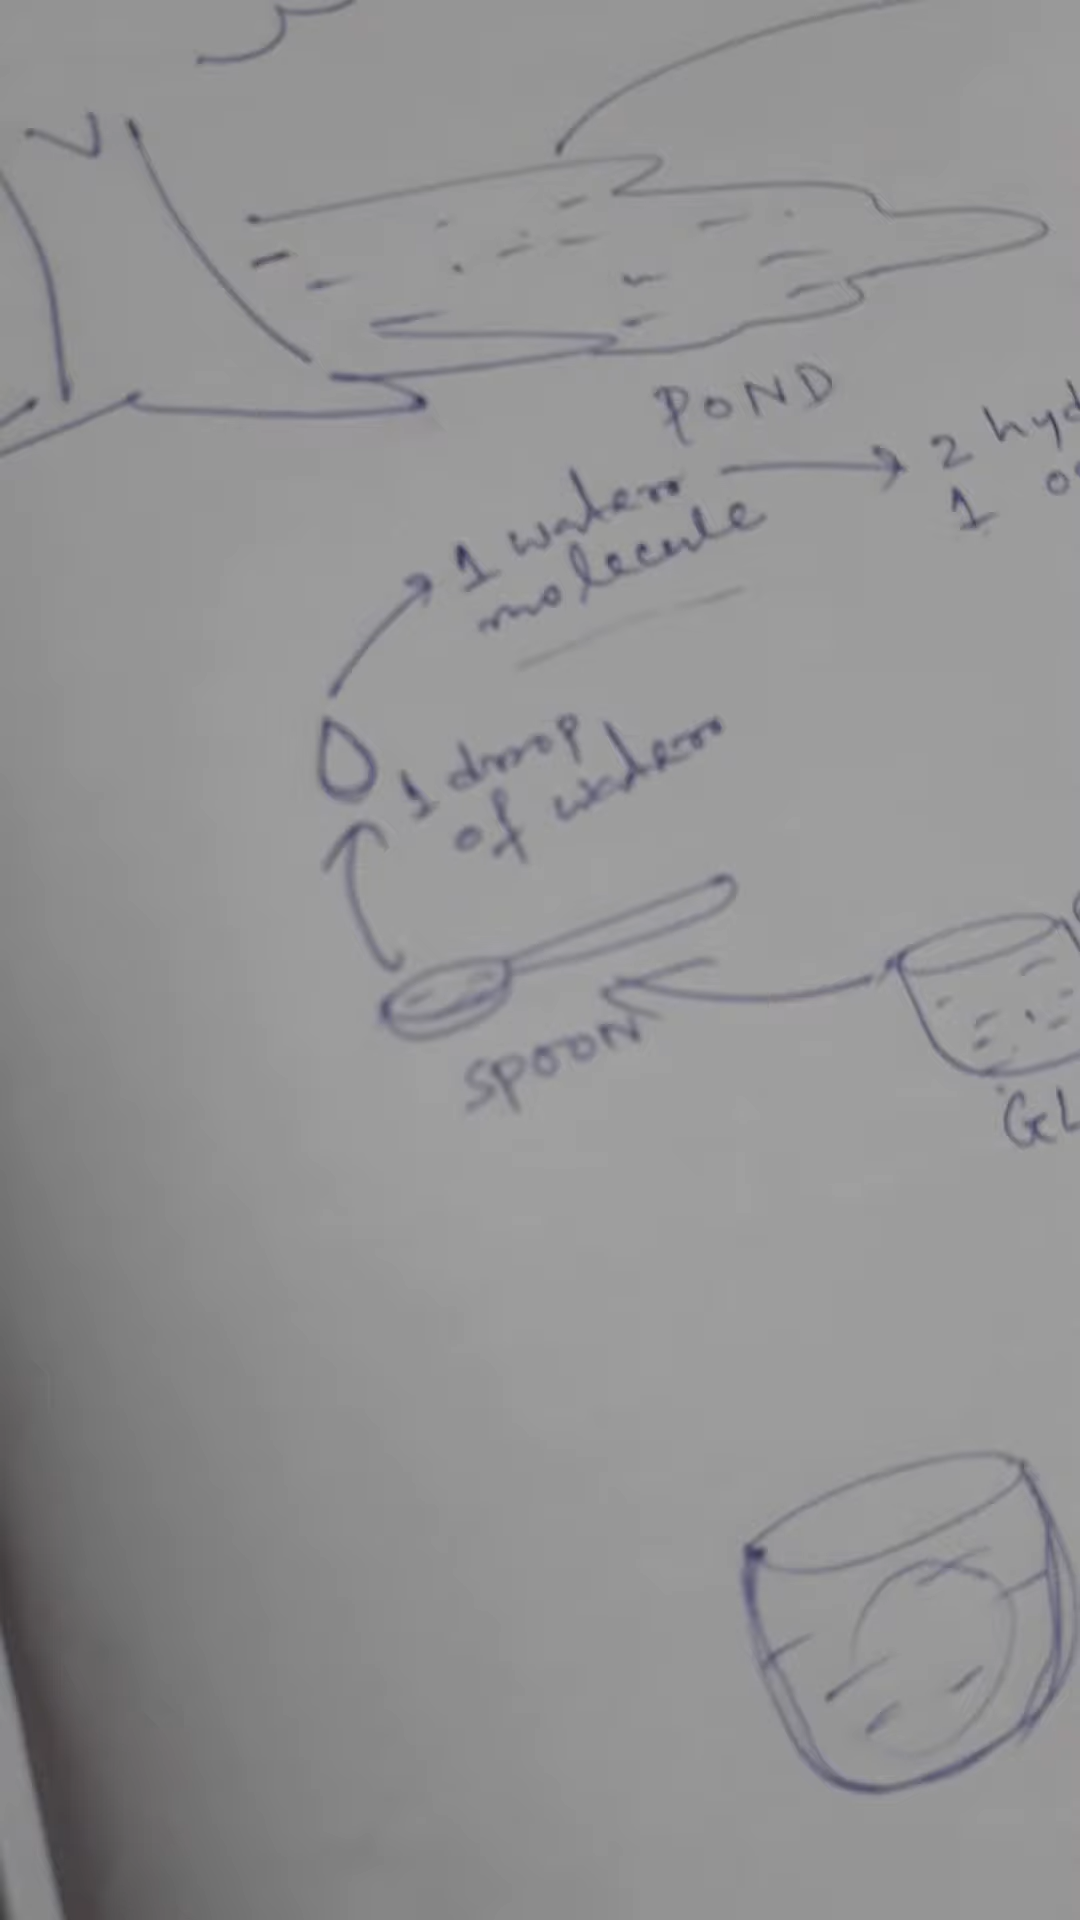 POND
1 water
molecule
2 hyd
1 o
1 drop
of water
SPOON
GL